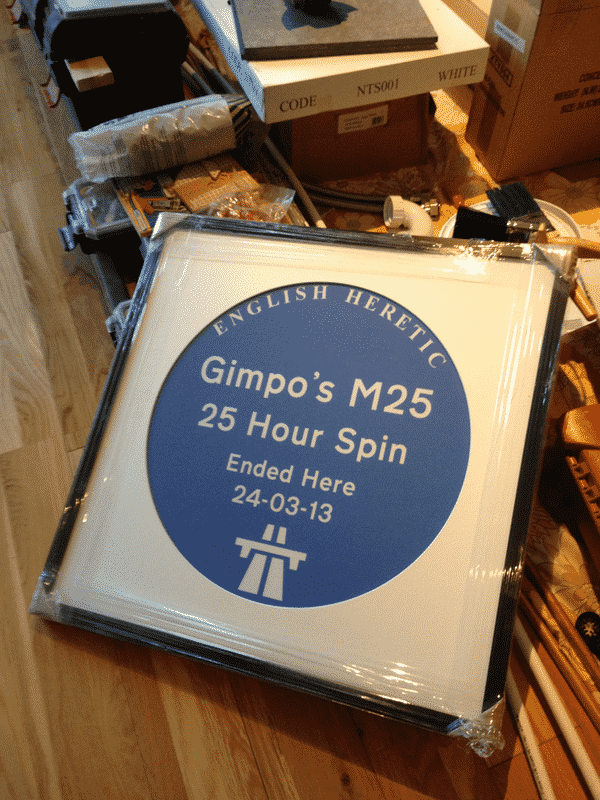 CODE NTS001 WHITE
ENGLISH HERETIC
Gimpo's M25
25 Hour Spin
Ended Here
24-03-13